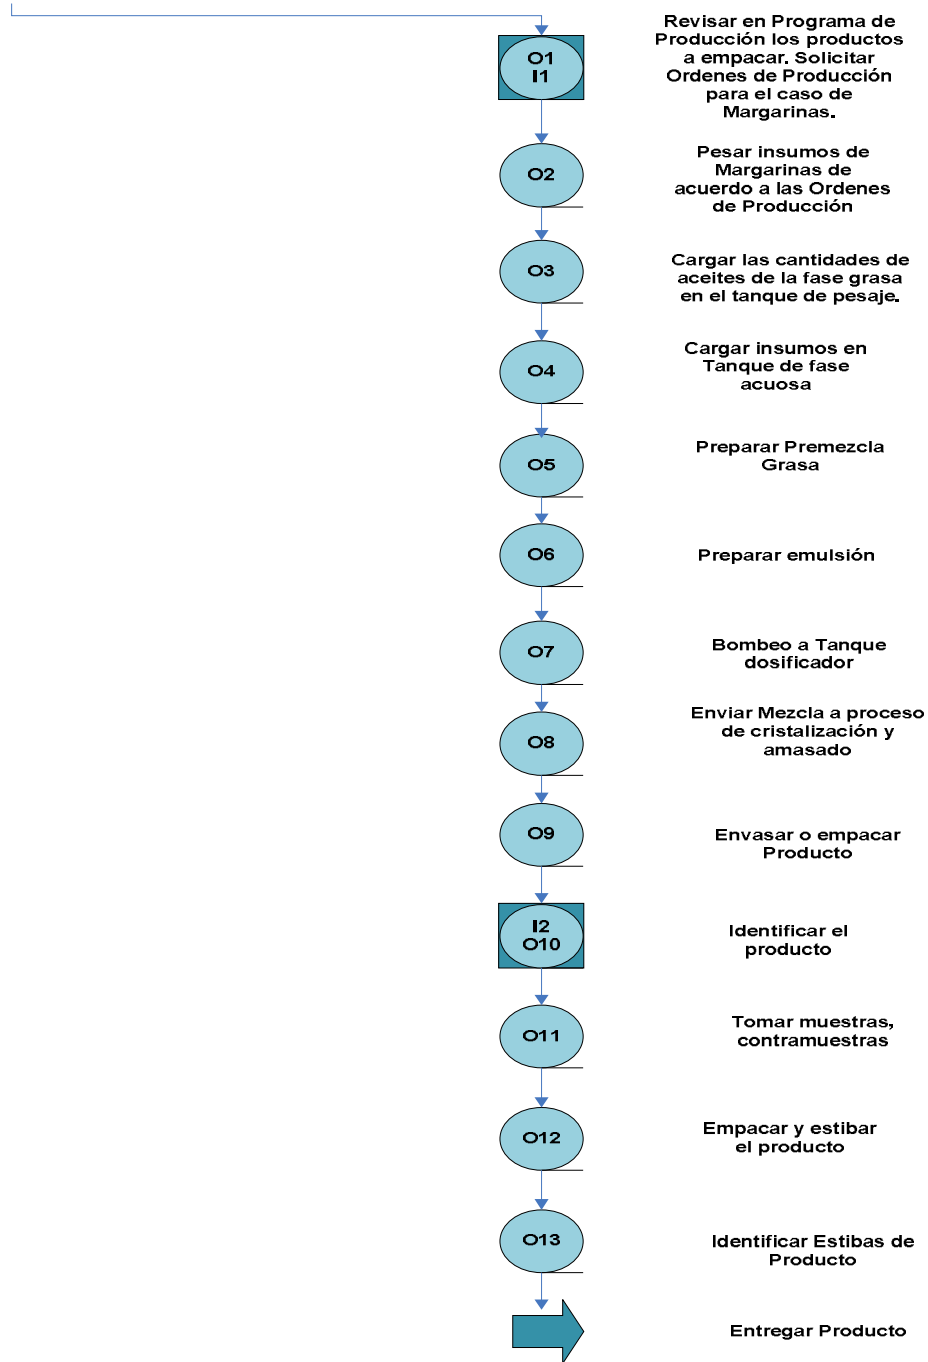 O1
I1
Revisar en Programa de
Producción los productos
a empacar. Solicitar
Ordenes de Producción
para el caso de
Margarinas.
O2
Pesar insumos de
Margarinas de
acuerdo a las Ordenes
de Producción
O3
Cargar las cantidades de
aceites de la fase grasa
en el tanque de pesaje.
O4
Cargar insumos en
Tanque de fase
acuosa
O5
Preparar Premezcla
Grasa
O6
Preparar emulsión
O7
Bombeo a Tanque
dosificador
O8
Enviar Mezcla a proceso
de cristalización y
amasado
O9
Envasar o empacar
Producto
I2
O10
Identificar el
producto
O11
Tomar muestras,
contramuestras
O12
Empacar y estibar
el producto
O13
Identificar Estibas de
Producto
Entregar Producto